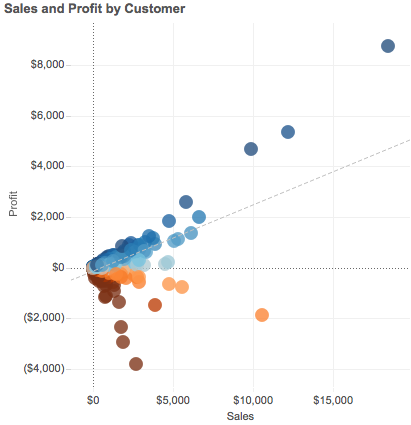 Sales and Profit by Customer
$8,000
$6,000
$4,000
$2,000
$0
($2,000)
($4,000)
Profit
$0 $5,000 $10,000 $15,000
Sales